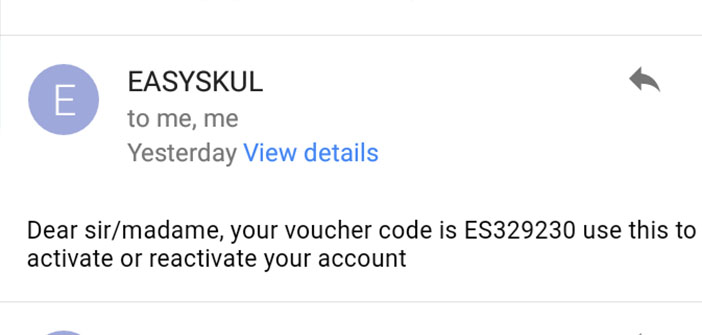 E
EASYSKUL
to me, me
Yesterday View details
Dear sir/madame, your voucher code is ES329230 use this to
activate or reactivate your account